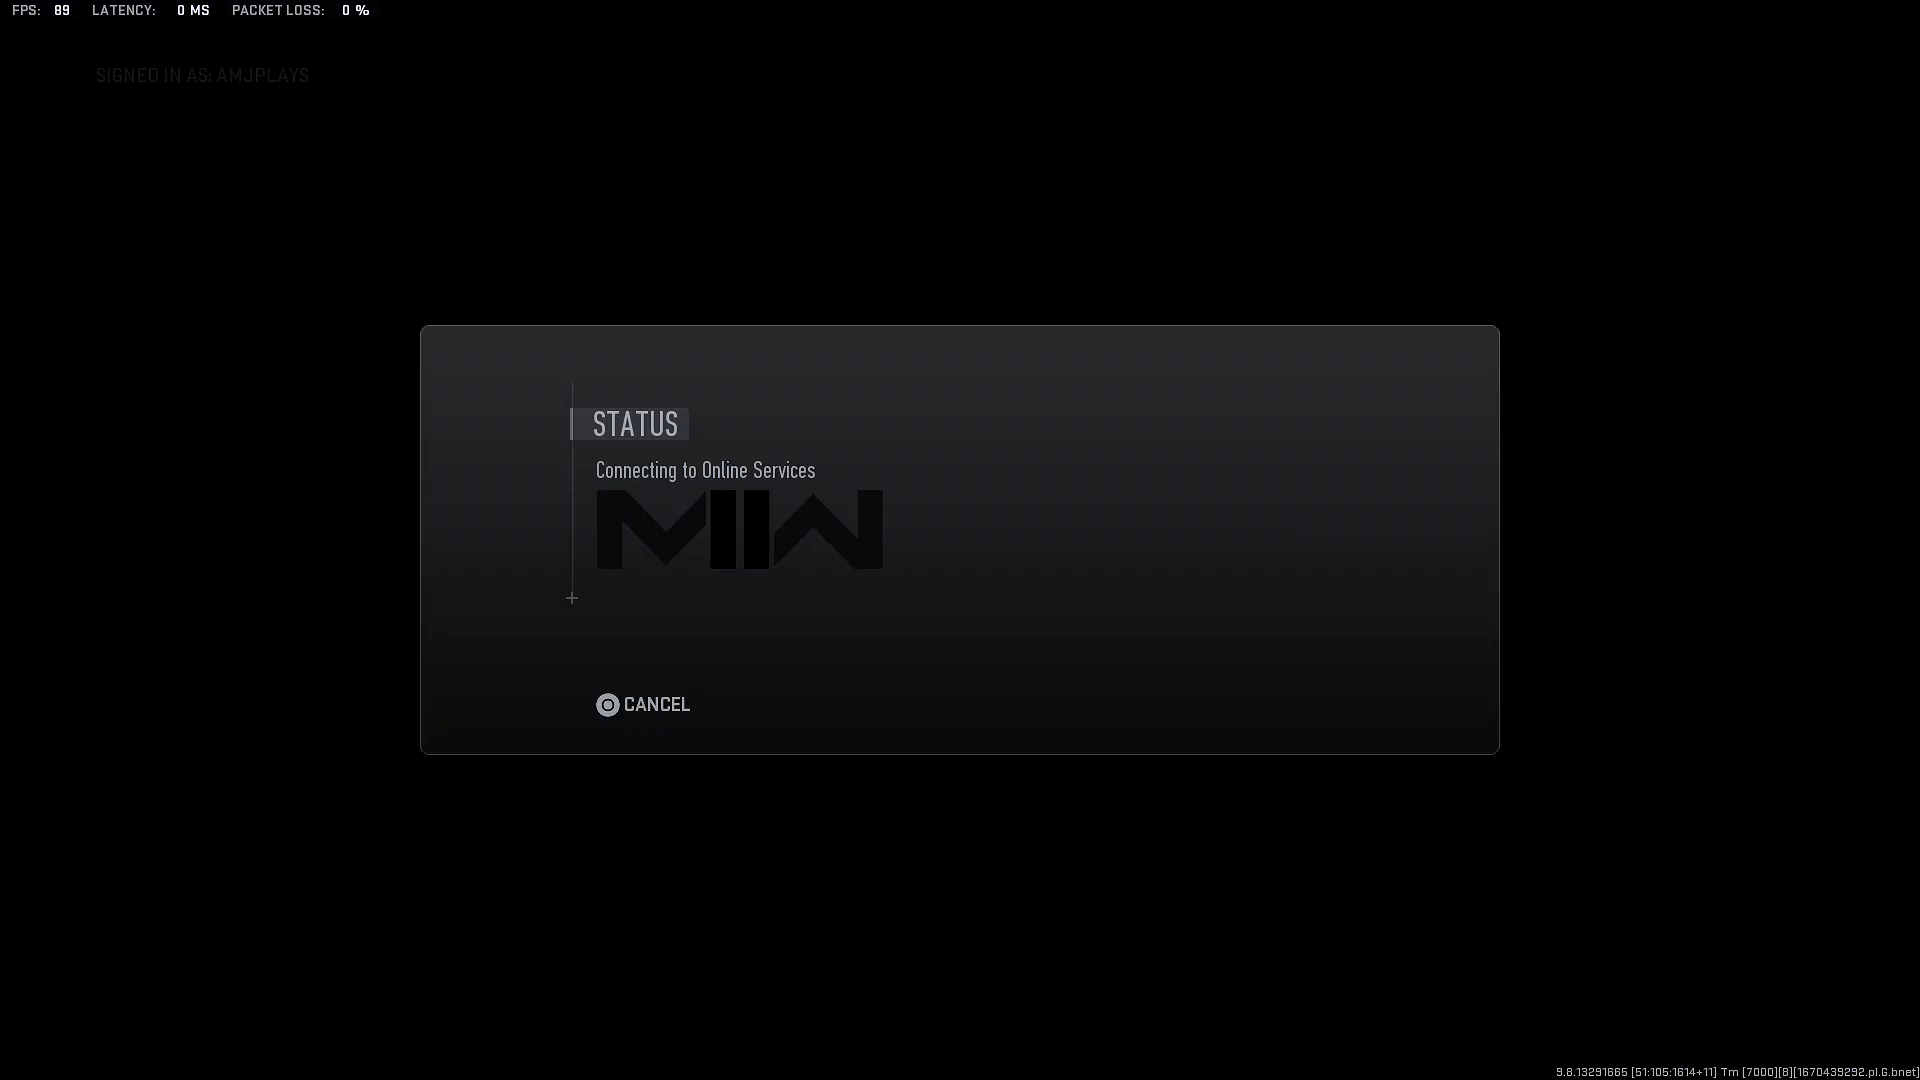 FPS: 89 LATENCY: 0 MS PACKET LOSS: 0 %
SIGNED IN AS: AMJPLAYS
STATUS
Connecting to Online Services
MIIW
CANCEL
9.8.13291665 [51:105:1614+11] Tm [7000][8][1670439292.pl.G.bnet]